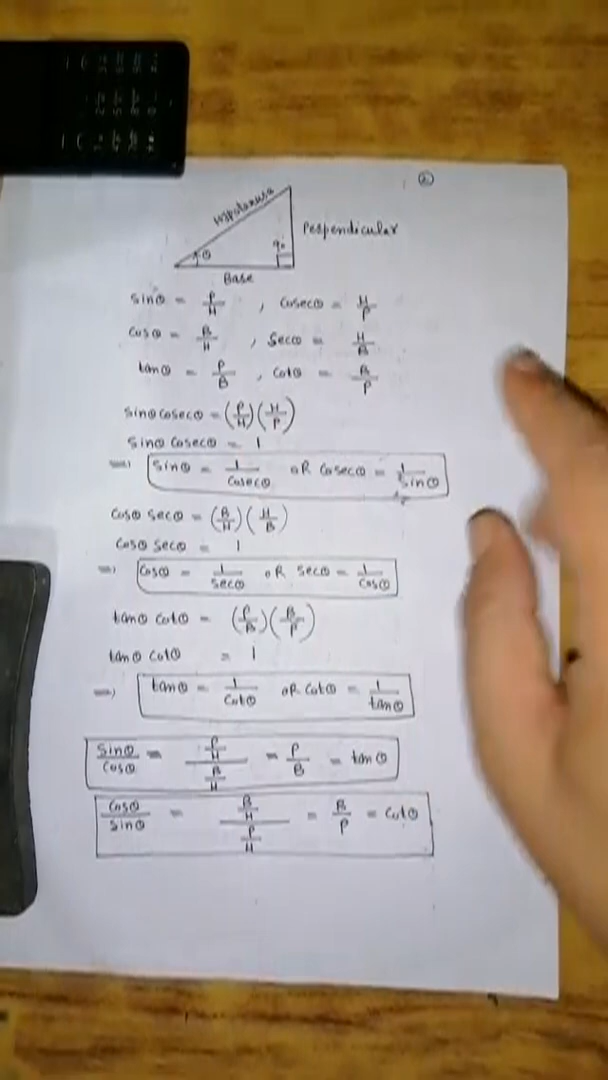 ②
Hypotenuse
Perpendicular
θ
90
Base
sinθ = P/H , Cosecθ = H/P
Cosθ = B/H , Secθ = H/B
tanθ = P/B , Cotθ = B/P
sinθ cosecθ = (P/H)(H/P)
sinθ Cosecθ = 1
⇒ sinθ = 1/Cosecθ OR Cosecθ = 1/sinθ
Cosθ secθ = (B/H)(H/B)
Cosθ secθ = 1
⇒ Cosθ = 1/secθ OR secθ = 1/Cosθ
tanθ Cotθ = (P/B)(B/P)
tanθ Cotθ = 1
⇒ tanθ = 1/Cotθ OR Cotθ = 1/tanθ
Sinθ/Cosθ = (P/H)/(B/H) = P/B = tanθ
Cosθ/sinθ = (B/H)/(P/H) = B/P = Cotθ